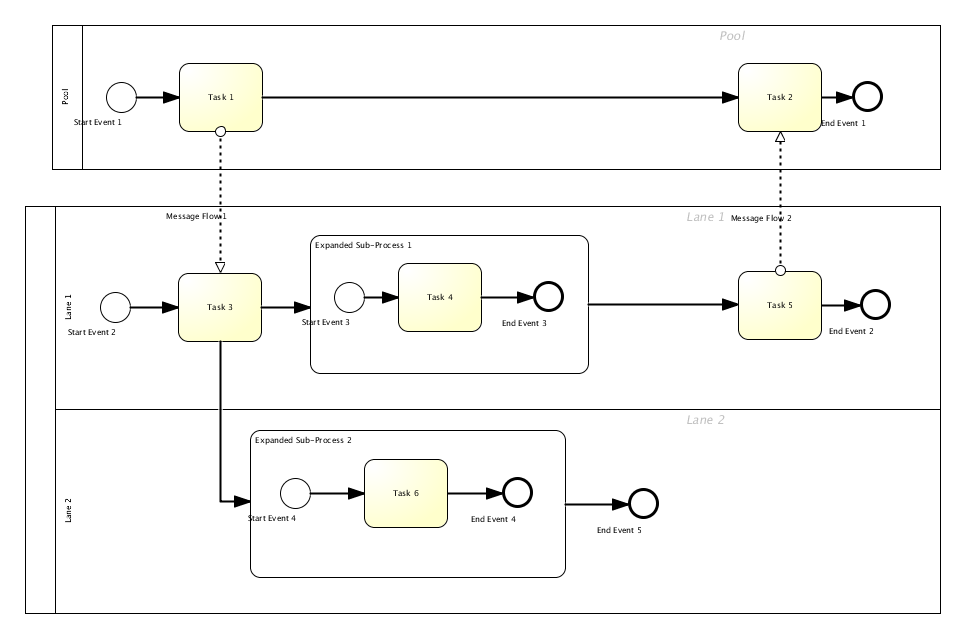 Pool
Pool
Task 1
Task 2
Start Event 1
End Event 1
Message Flow 1
Lane 1
Message Flow 2
Expanded Sub-Process 1
Lane 1
Task 3
Task 4
Task 5
Start Event 2
Start Event 3
End Event 3
End Event 2
Lane 2
Expanded Sub-Process 2
Lane 2
Task 6
Start Event 4
End Event 4
End Event 5